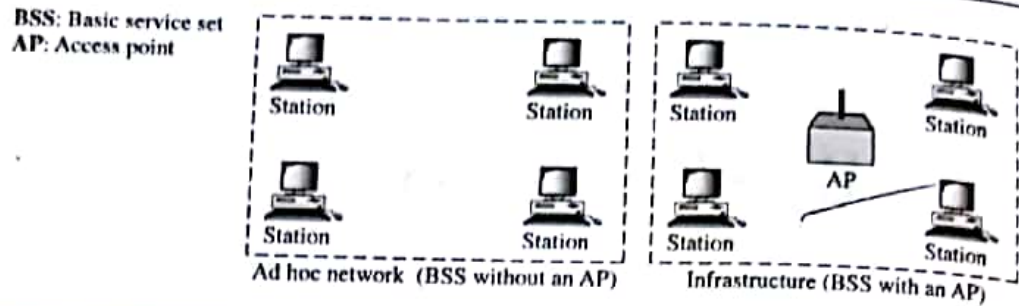 BSS: Basic service set
AP: Access point
Station
Station
Station
Station
Ad hoc network (BSS without an AP)
Station
Station
AP
Station
Station
Infrastructure (BSS with an AP)